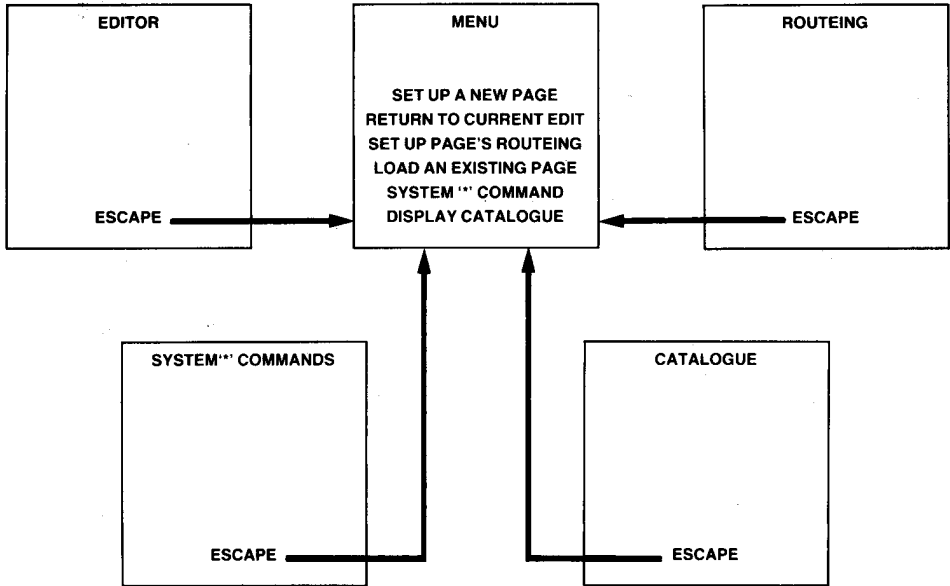 EDITOR
ESCAPE
MENU
SET UP A NEW PAGE
RETURN TO CURRENT EDIT
SET UP PAGE'S ROUTEING
LOAD AN EXISTING PAGE
SYSTEM '*' COMMAND
DISPLAY CATALOGUE
ROUTEING
ESCAPE
SYSTEM '*' COMMANDS
ESCAPE
CATALOGUE
ESCAPE